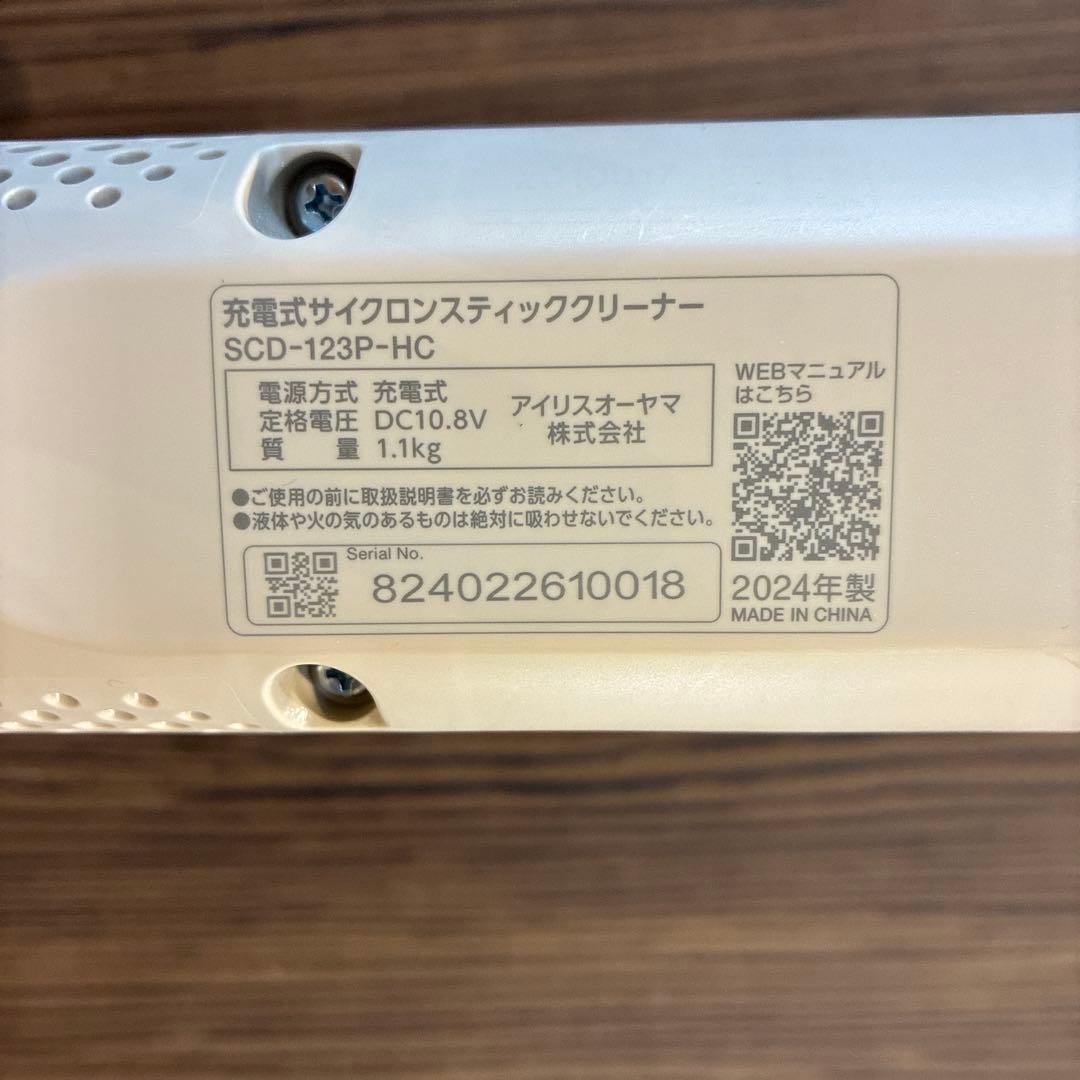 充電式サイクロンスティッククリーナー
SCD-123P-HC
電源方式 充電式
定格電圧 DC10.8V
質量 1.1kg
アイリスオーヤマ
株式会社
WEBマニュアル
はこちら
●ご使用の前に取扱説明書を必ずお読みください。
●液体や火の気のあるものは絶対に吸わせないでください。
Serial No.
824022610018
2024年製
MADE IN CHINA